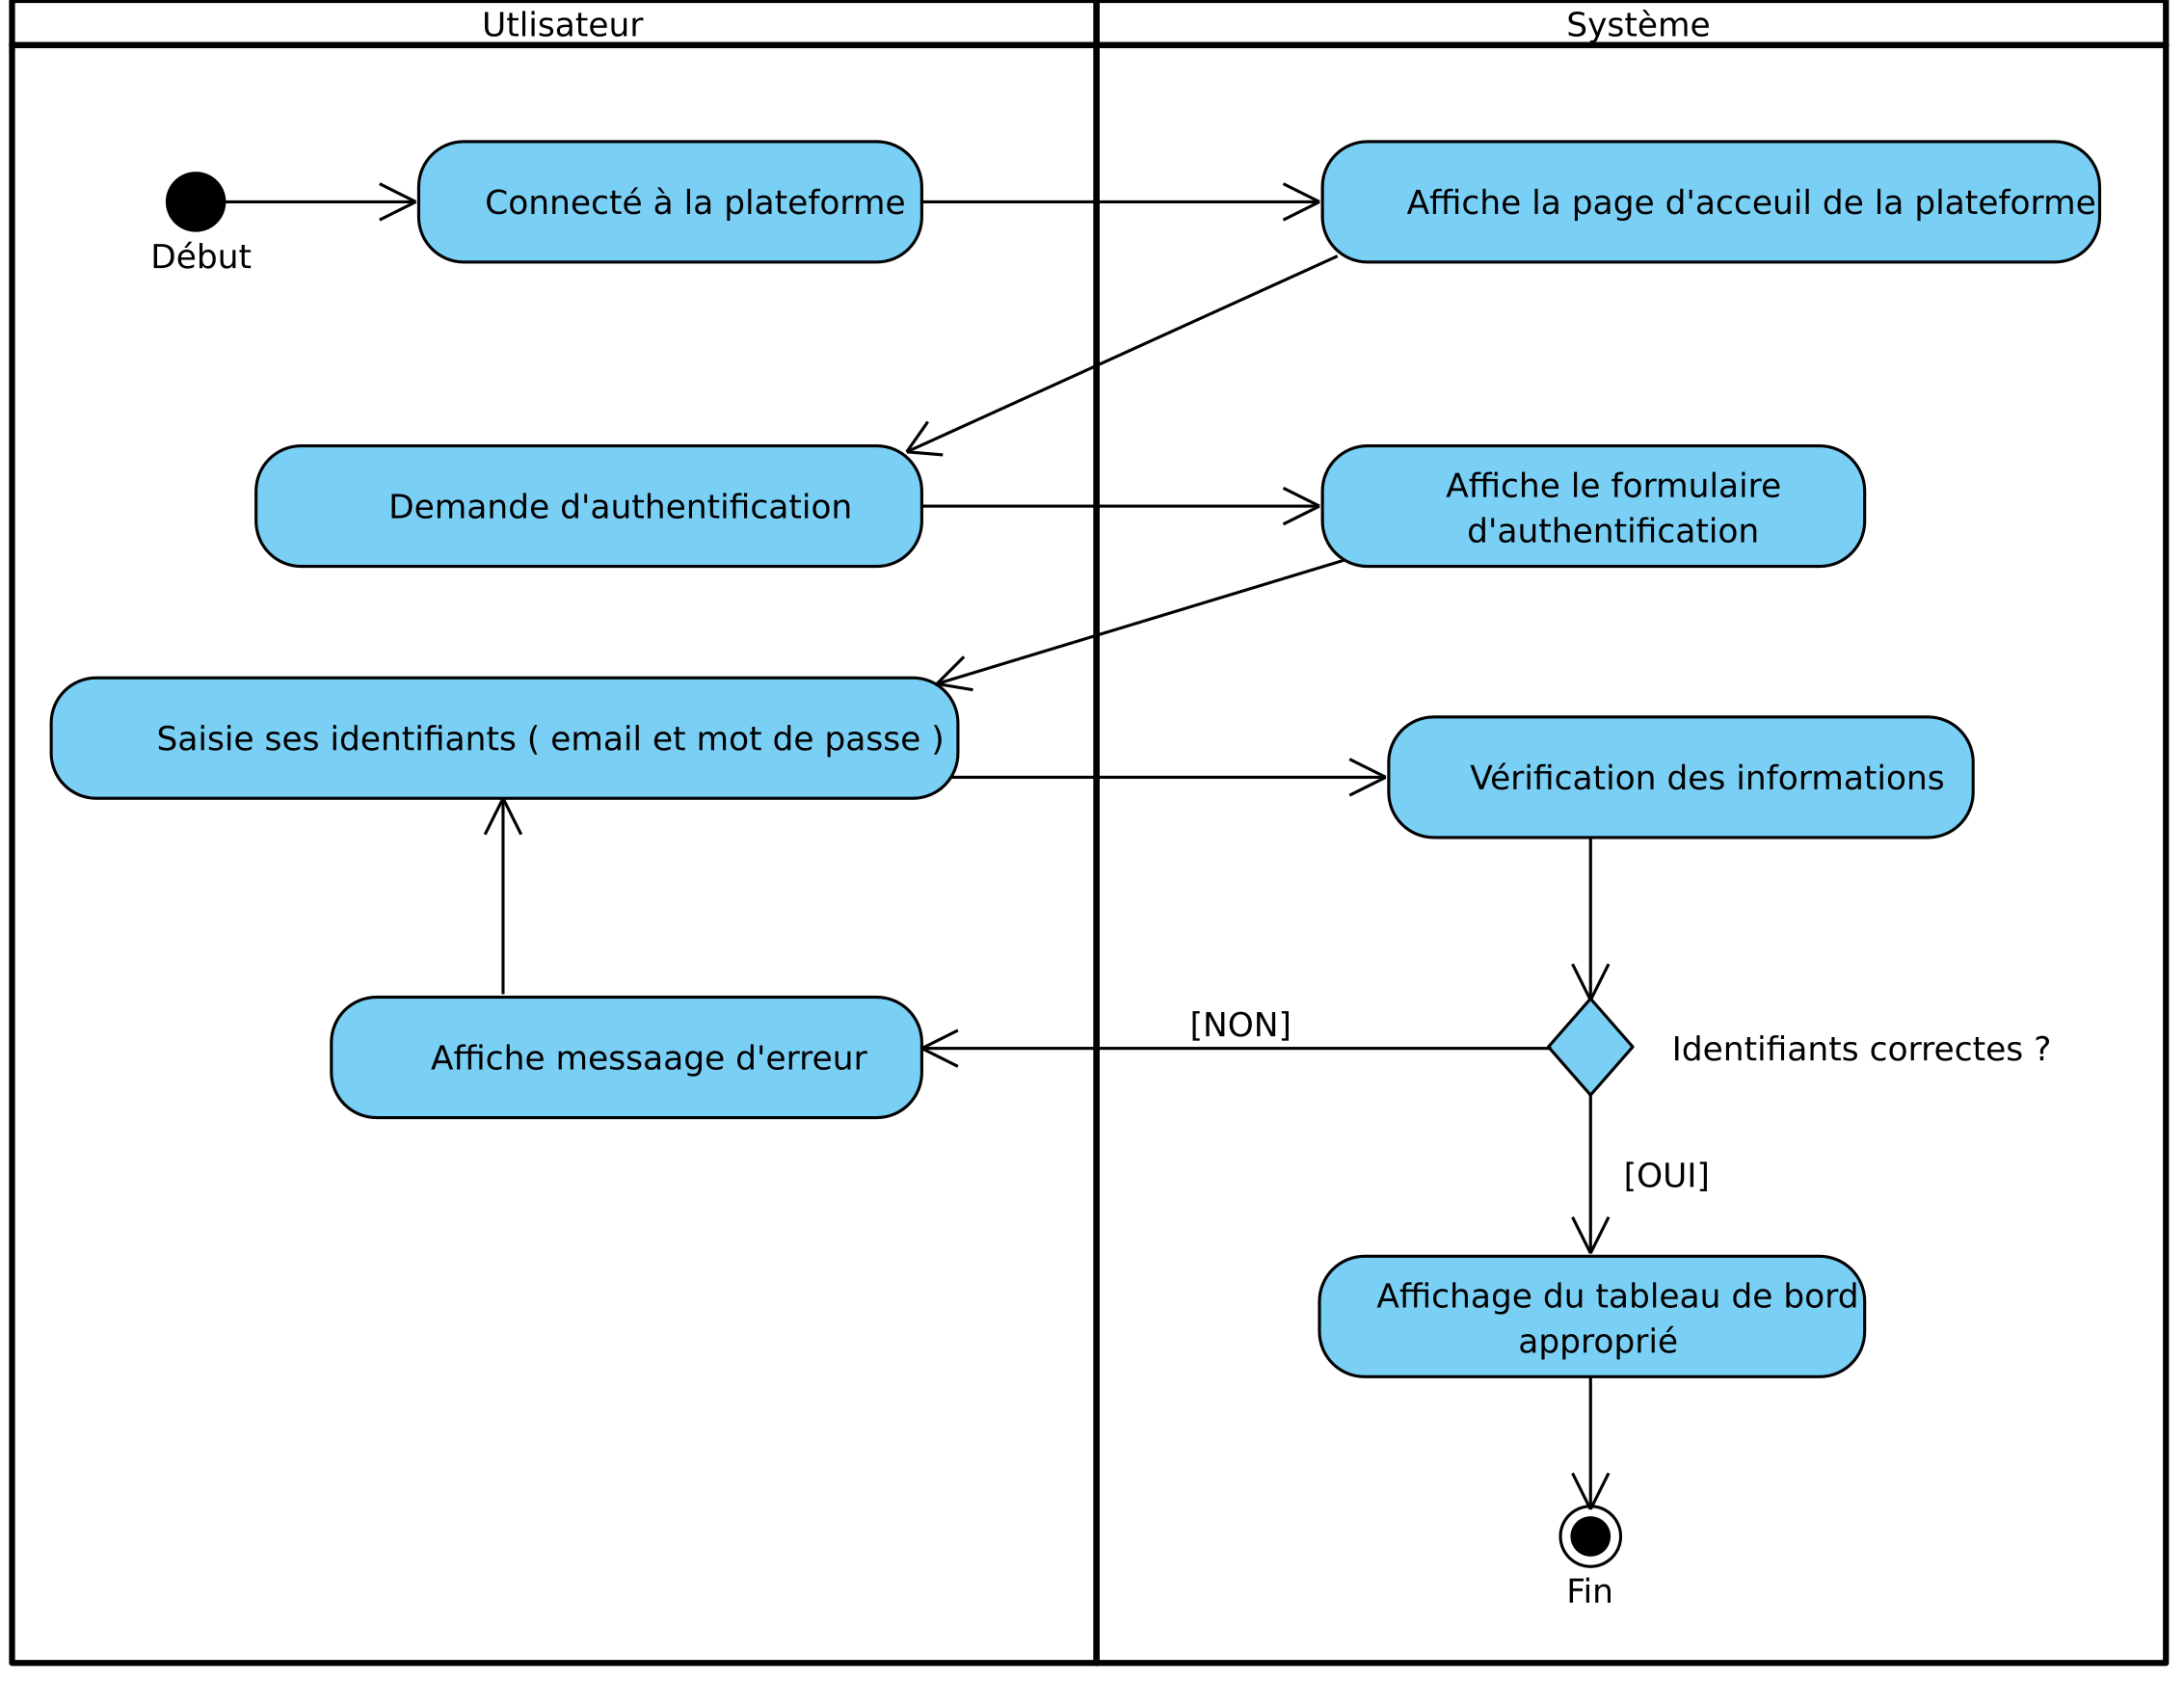 Utlisateur
Système
Connecté à la plateforme
Affiche la page d'acceuil de la plateforme
Début
Demande d'authentification
Affiche le formulaire
d'authentification
Saisie ses identifiants ( email et mot de passe )
Vérification des informations
[NON]
Identifiants correctes ?
Affiche messaage d'erreur
[OUI]
Affichage du tableau de bord
approprié
Fin